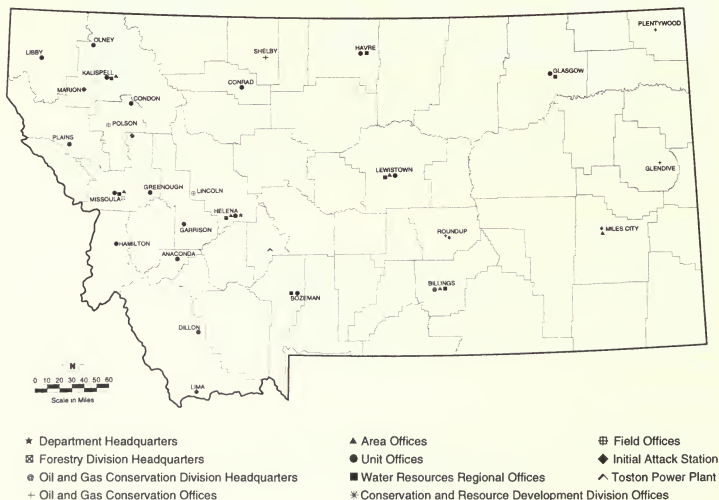 PLENTYWOOD
OLNEY
LIBBY
SHELBY
HAVRE
KALISPELL
GLASGOW
CONRAD
MARION
CONDON
POLSON
PLAINS
GLENDIVE
LEWISTOWN
GREENOUGH
LINCOLN
MISSOULA
HELENA
GARRISON
ROUNDUP
MILES CITY
HAMILTON
ANACONDA
BILLINGS
BOZEMAN
DILLON
N
0 10 20 30 40 50 60
Scale in Miles
LIMA
Department Headquarters
Forestry Division Headquarters
Oil and Gas Conservation Division Headquarters
Oil and Gas Conservation Offices
Area Offices
Unit Offices
Water Resources Regional Offices
Conservation and Resource Development Division Offices
Field Offices
Initial Attack Station
Toston Power Plant